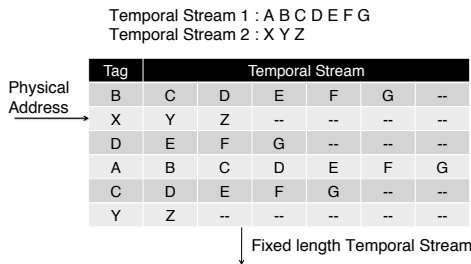 Temporal Stream 1 : A B C D E F G
Temporal Stream 2 : X Y Z
Physical
Address
Tag Temporal Stream
B C D E F G --
X Y Z -- -- -- --
D E F G -- -- --
A B C D E F G
C D E F G -- --
Y Z -- -- -- -- --
Fixed length Temporal Stream